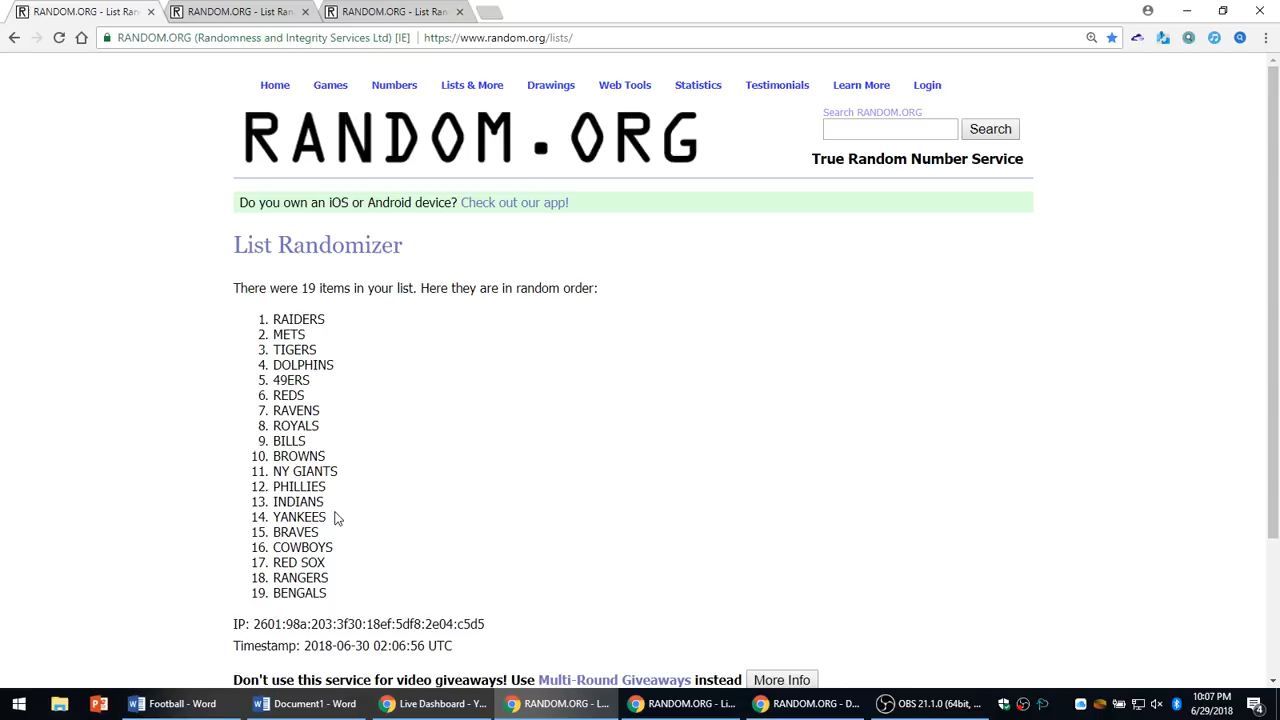 RANDOM.ORG - List Ran
RANDOM.ORG - List Ran
RANDOM.ORG - List Ran
RANDOM.ORG (Randomness and Integrity Services Ltd) [IE] https://www.random.org/lists/
Home Games Numbers Lists & More Drawings Web Tools Statistics Testimonials Learn More Login
Search RANDOM.ORG
RANDOM.ORG
Search
True Random Number Service
Do you own an iOS or Android device? Check out our app!
List Randomizer
There were 19 items in your list. Here they are in random order:
1. RAIDERS
2. METS
3. TIGERS
4. DOLPHINS
5. 49ERS
6. REDS
7. RAVENS
8. ROYALS
9. BILLS
10. BROWNS
11. NY GIANTS
12. PHILLIES
13. INDIANS
14. YANKEES
15. BRAVES
16. COWBOYS
17. RED SOX
18. RANGERS
19. BENGALS
IP: 2601:98a:203:3f30:18ef:5df8:2e04:c5d5
Timestamp: 2018-06-30 02:06:56 UTC
Don't use this service for video giveaways! Use Multi-Round Giveaways instead More Info
Football - Word Document1 - Word Live Dashboard - Y... RANDOM.ORG - L... RANDOM.ORG - Li... RANDOM.ORG - D... OBS 21.1.0 (64bit, ...
10:07 PM
6/29/2018
4